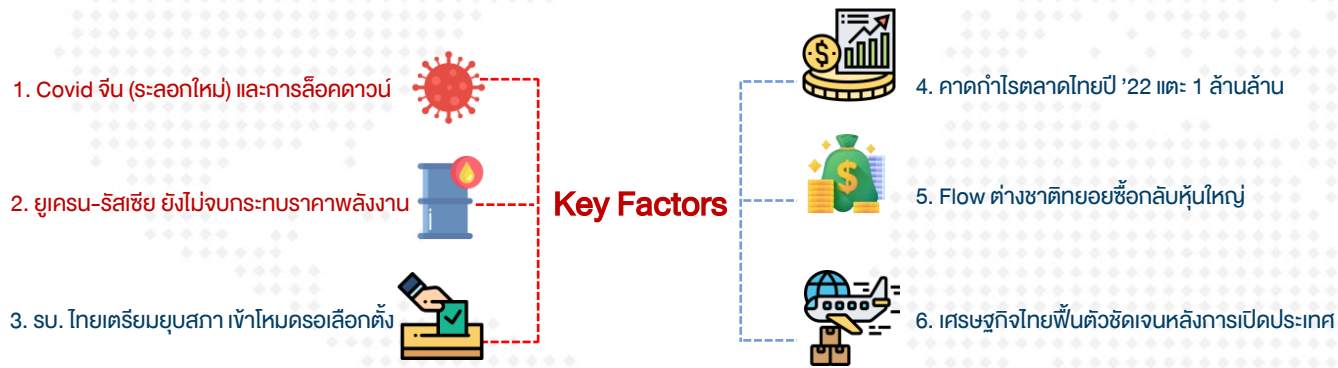 1. Covid จีน (ระลอกใหม่) และการล็อคดาวน์
2. ยูเครน-รัสเซีย ยังไม่จบกระทบราคาพลังงาน
3. รบ. ไทยเตรียมยุบสภา เข้าโหมดรอเลือกตั้ง
Key Factors
4. คาดกำไรตลาดไทยปี ’22 แตะ 1 ล้านล้าน
5. Flow ต่างชาติทยอยซื้อกลับหุ้นใหญ่
6. เศรษฐกิจไทยฟื้นตัวชัดเจนหลังการเปิดประเทศ